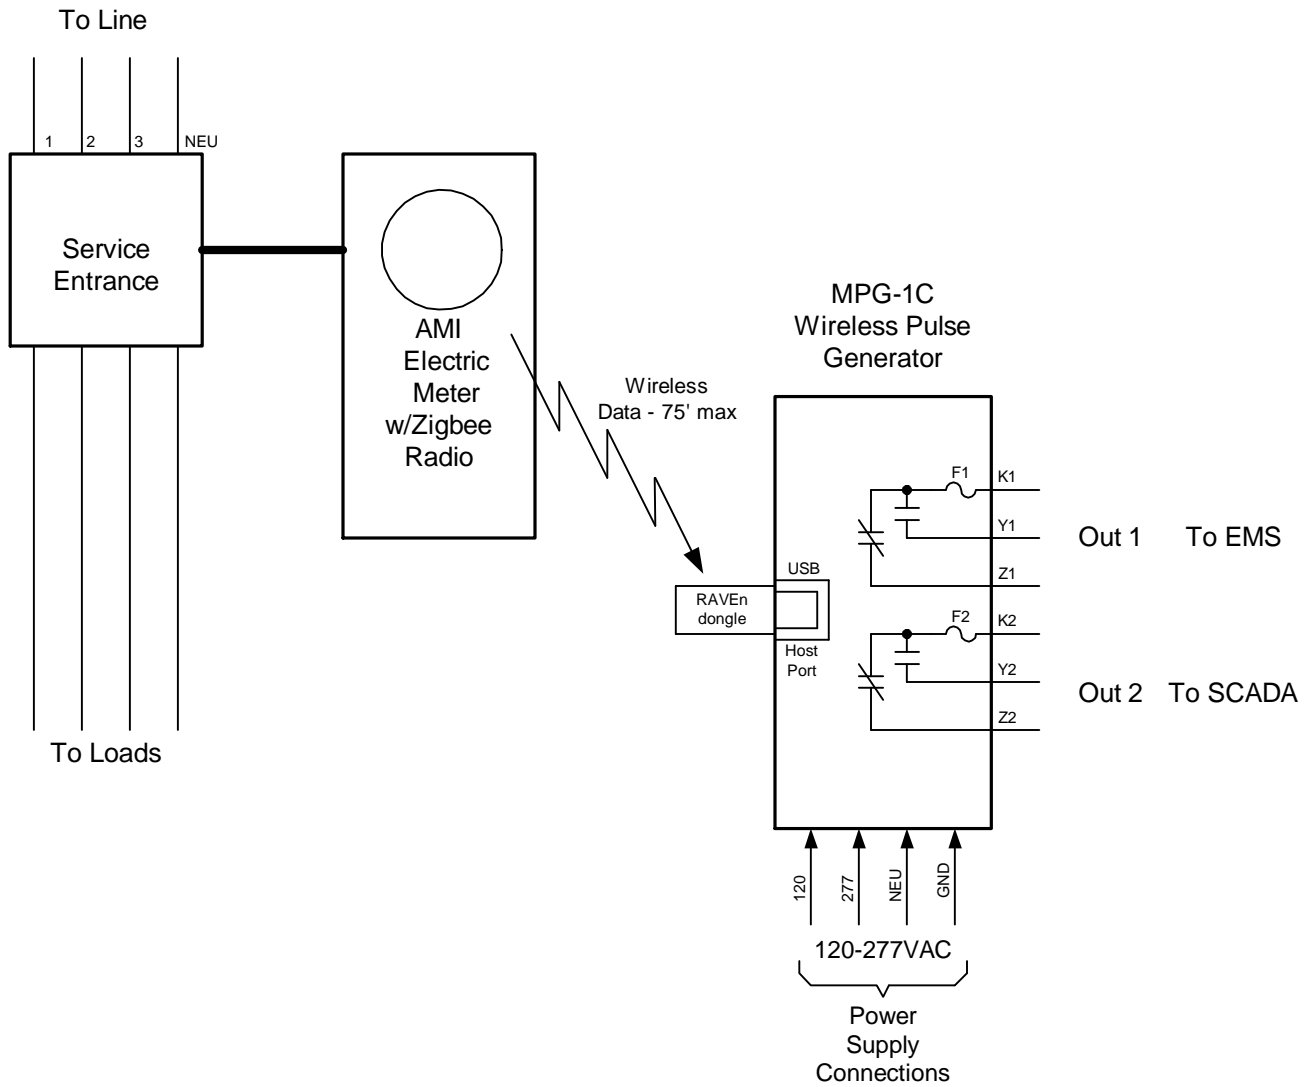 To Line
1
2
3
NEU
Service
Entrance
To Loads
AMI
Electric
Meter
w/Zigbee
Radio
Wireless
Data - 75' max
MPG-1C
Wireless Pulse
Generator
RAVEn
dongle
USB
Host
Port
F1
K1
Y1
Z1
Out 1
To EMS
F2
K2
Y2
Z2
Out 2
To SCADA
120
277
NEU
GND
120-277VAC
Power
Supply
Connections